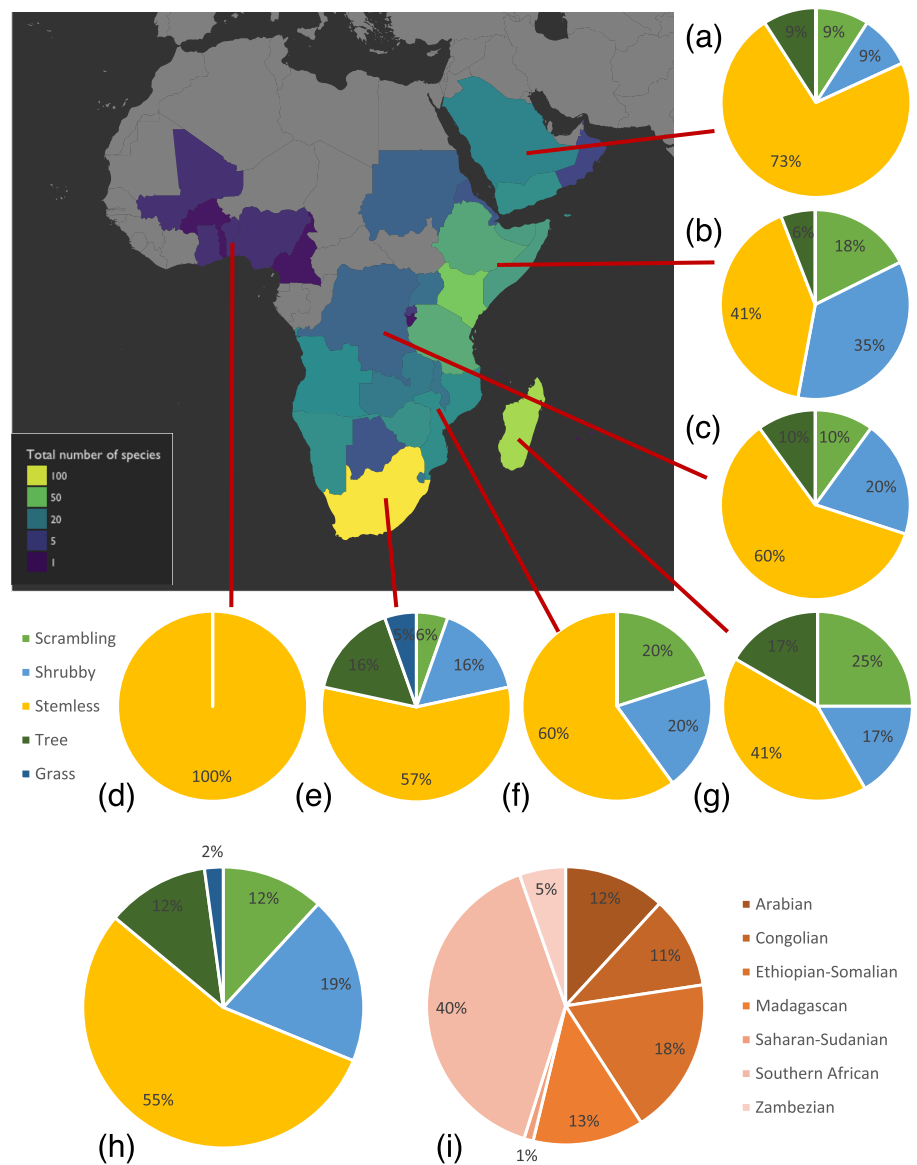 (a)
9%
9%
9%
73%
(b)
6%
18%
41%
35%
(c)
10%
10%
20%
60%
Total number of species
100
50
20
5
1
Scrambling
Shrubby
Stemless
Tree
Grass
100%
(d)
5%
6%
16%
16%
57%
(e)
20%
60%
20%
(f)
17%
25%
41%
17%
(g)
2%
12%
12%
19%
55%
(h)
5%
12%
11%
40%
18%
13%
1%
(i)
Arabian
Congolian
Ethiopian-Somalian
Madagascan
Saharan-Sudanian
Southern African
Zambezian